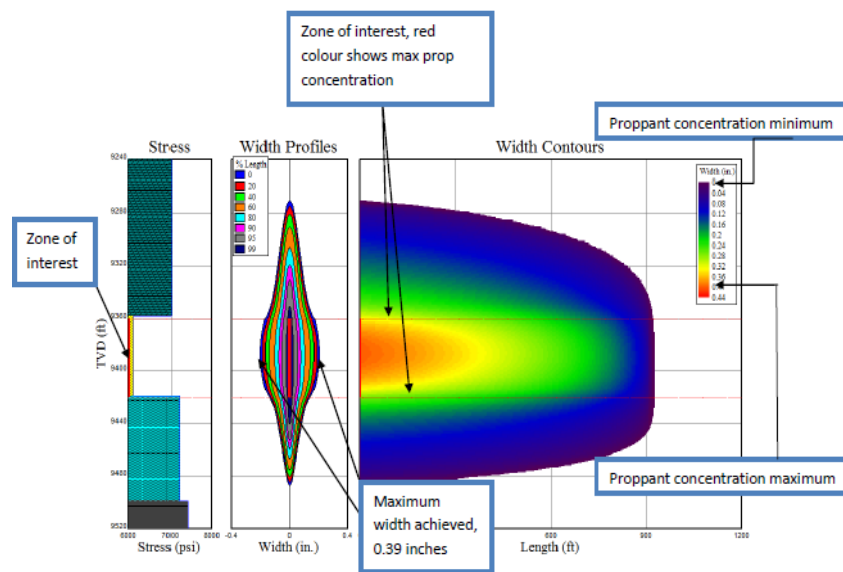 Zone of interest, red
colour shows max prop
concentration
Proppant concentration minimum
Stress
Width Profiles
Width Contours
Zone of
interest
TVD (ft)
9240
9280
9320
9360
9400
9440
9480
9520
6000
7000
8000
Stress (psi)
% Length
0
20
40
60
80
90
95
99
-0.4
0
0.4
Width (in.)
Width (in.)
0
0.04
0.08
0.12
0.16
0.2
0.24
0.28
0.32
0.36
0.44
Proppant concentration maximum
Maximum
width achieved,
0.39 inches
600
900
1200
Length (ft)